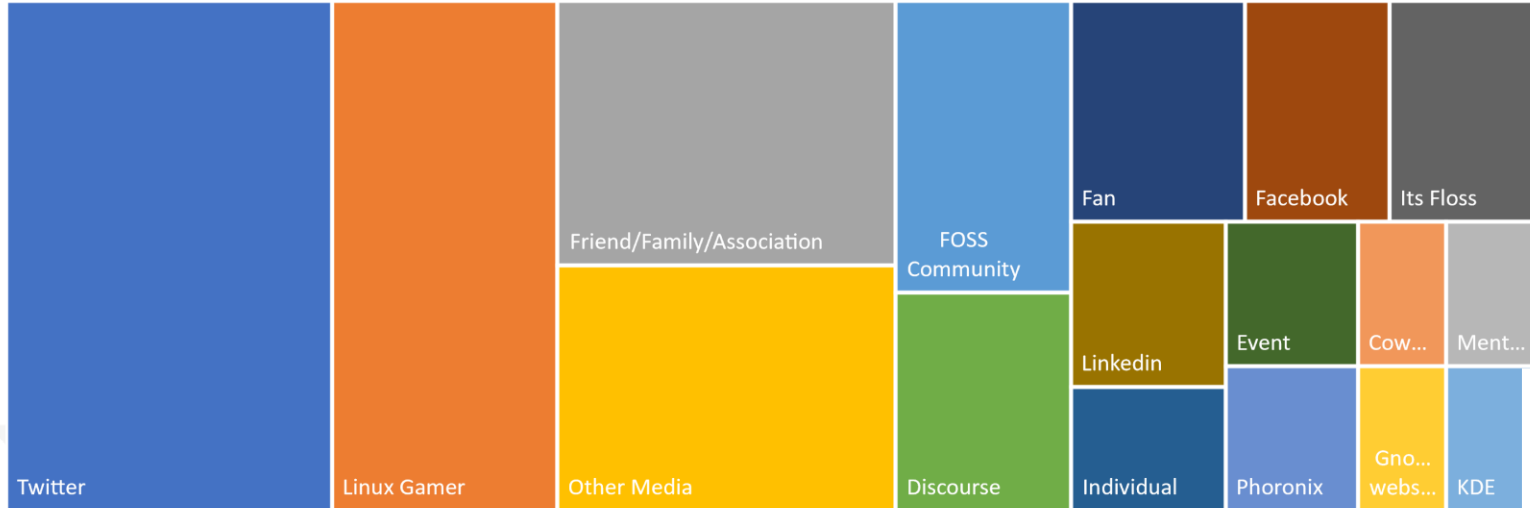 Twitter
Linux Gamer
Friend/Family/Association
Other Media
FOSS
Community
Discourse
Fan
Facebook
Its Floss
Linkedin
Event
Cow...
Ment...
Individual
Phoronix
Gno...
webs...
KDE